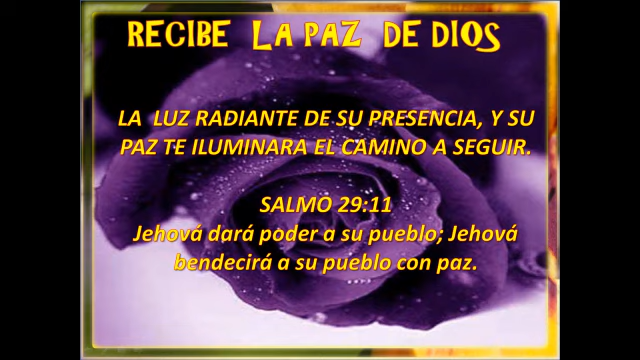 RECIBE LA PAZ DE DIOS
LA LUZ RADIANTE DE SU PRESENCIA, Y SU
PAZ TE ILUMINARA EL CAMINO A SEGUIR.
SALMO 29:11
Jehová dará poder a su pueblo; Jehová
bendecirá a su pueblo con paz.